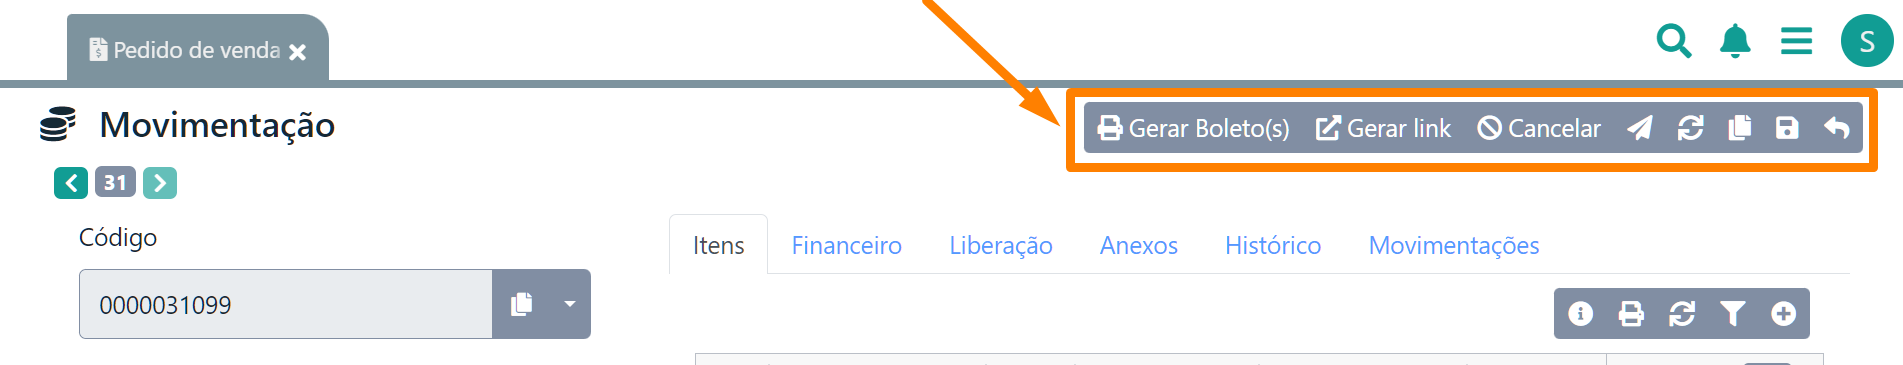 Pedido de venda
S
Movimentação
Gerar Boleto(s) Gerar link Cancelar
31
Código
Itens Financeiro Liberação Anexos Histórico Movimentações
0000031099